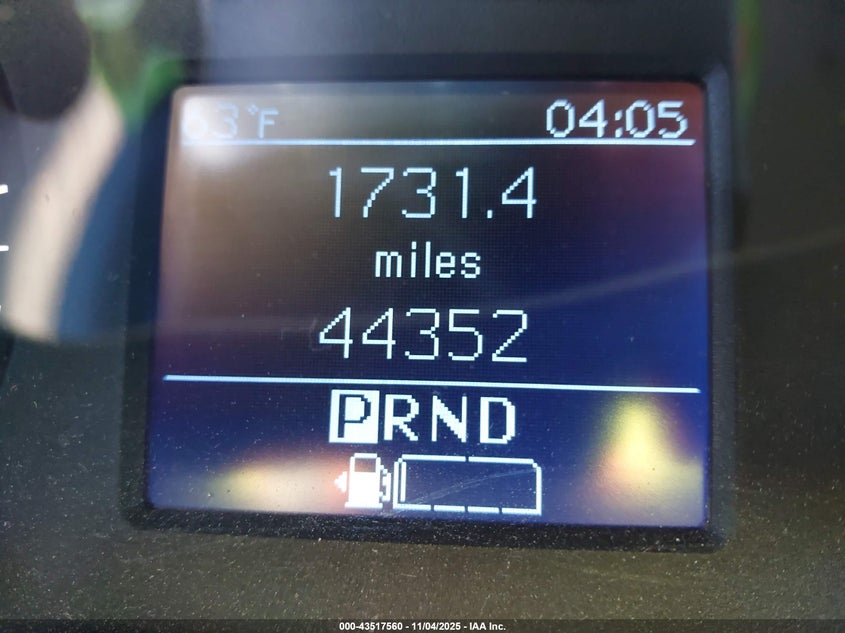 63°F 04:05
1731.4
miles
44352
PRND
000-43517560 - 11/04/2025 - IAA Inc.